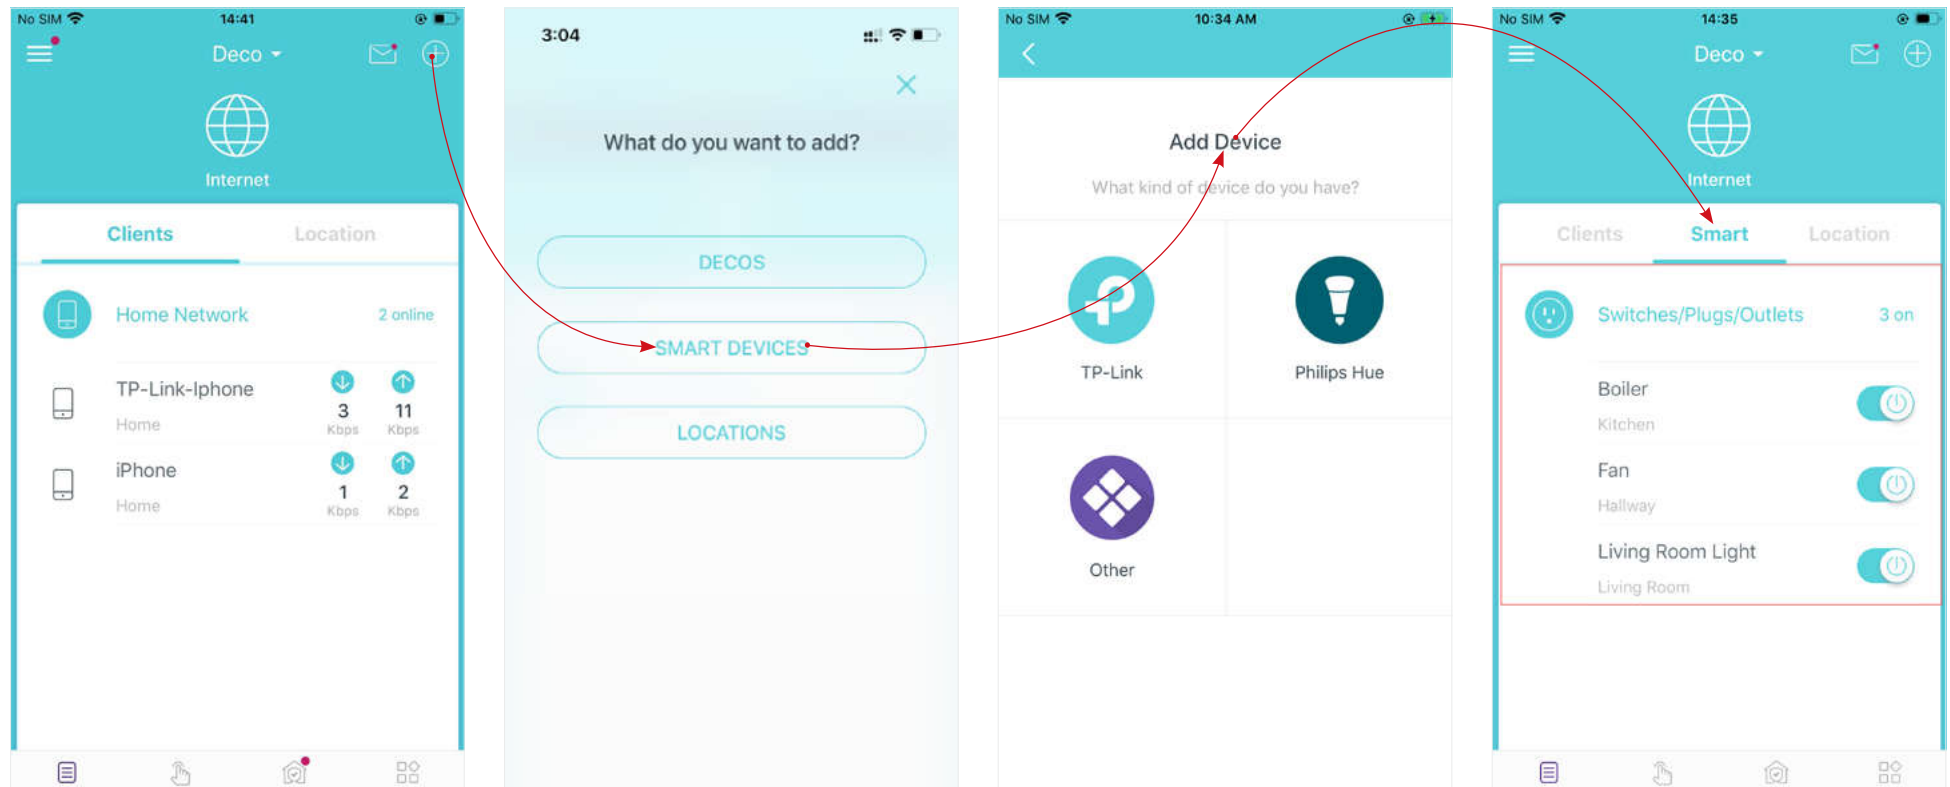 No SIM 14:41
Deco
Internet
Clients Location
Home Network 2 online
TP-Link-Iphone
Home
3 11
Kbps Kbps
iPhone
Home
1 2
Kbps Kbps
3:04
What do you want to add?
DECOS
SMART DEVICES
LOCATIONS
No SIM 10:34 AM
Add Device
What kind of device do you have?
TP-Link Philips Hue
Other
No SIM 14:35
Deco
Internet
Clients Smart Location
Switches/Plugs/Outlets 3 on
Boiler
Kitchen
Fan
Hallway
Living Room Light
Living Room